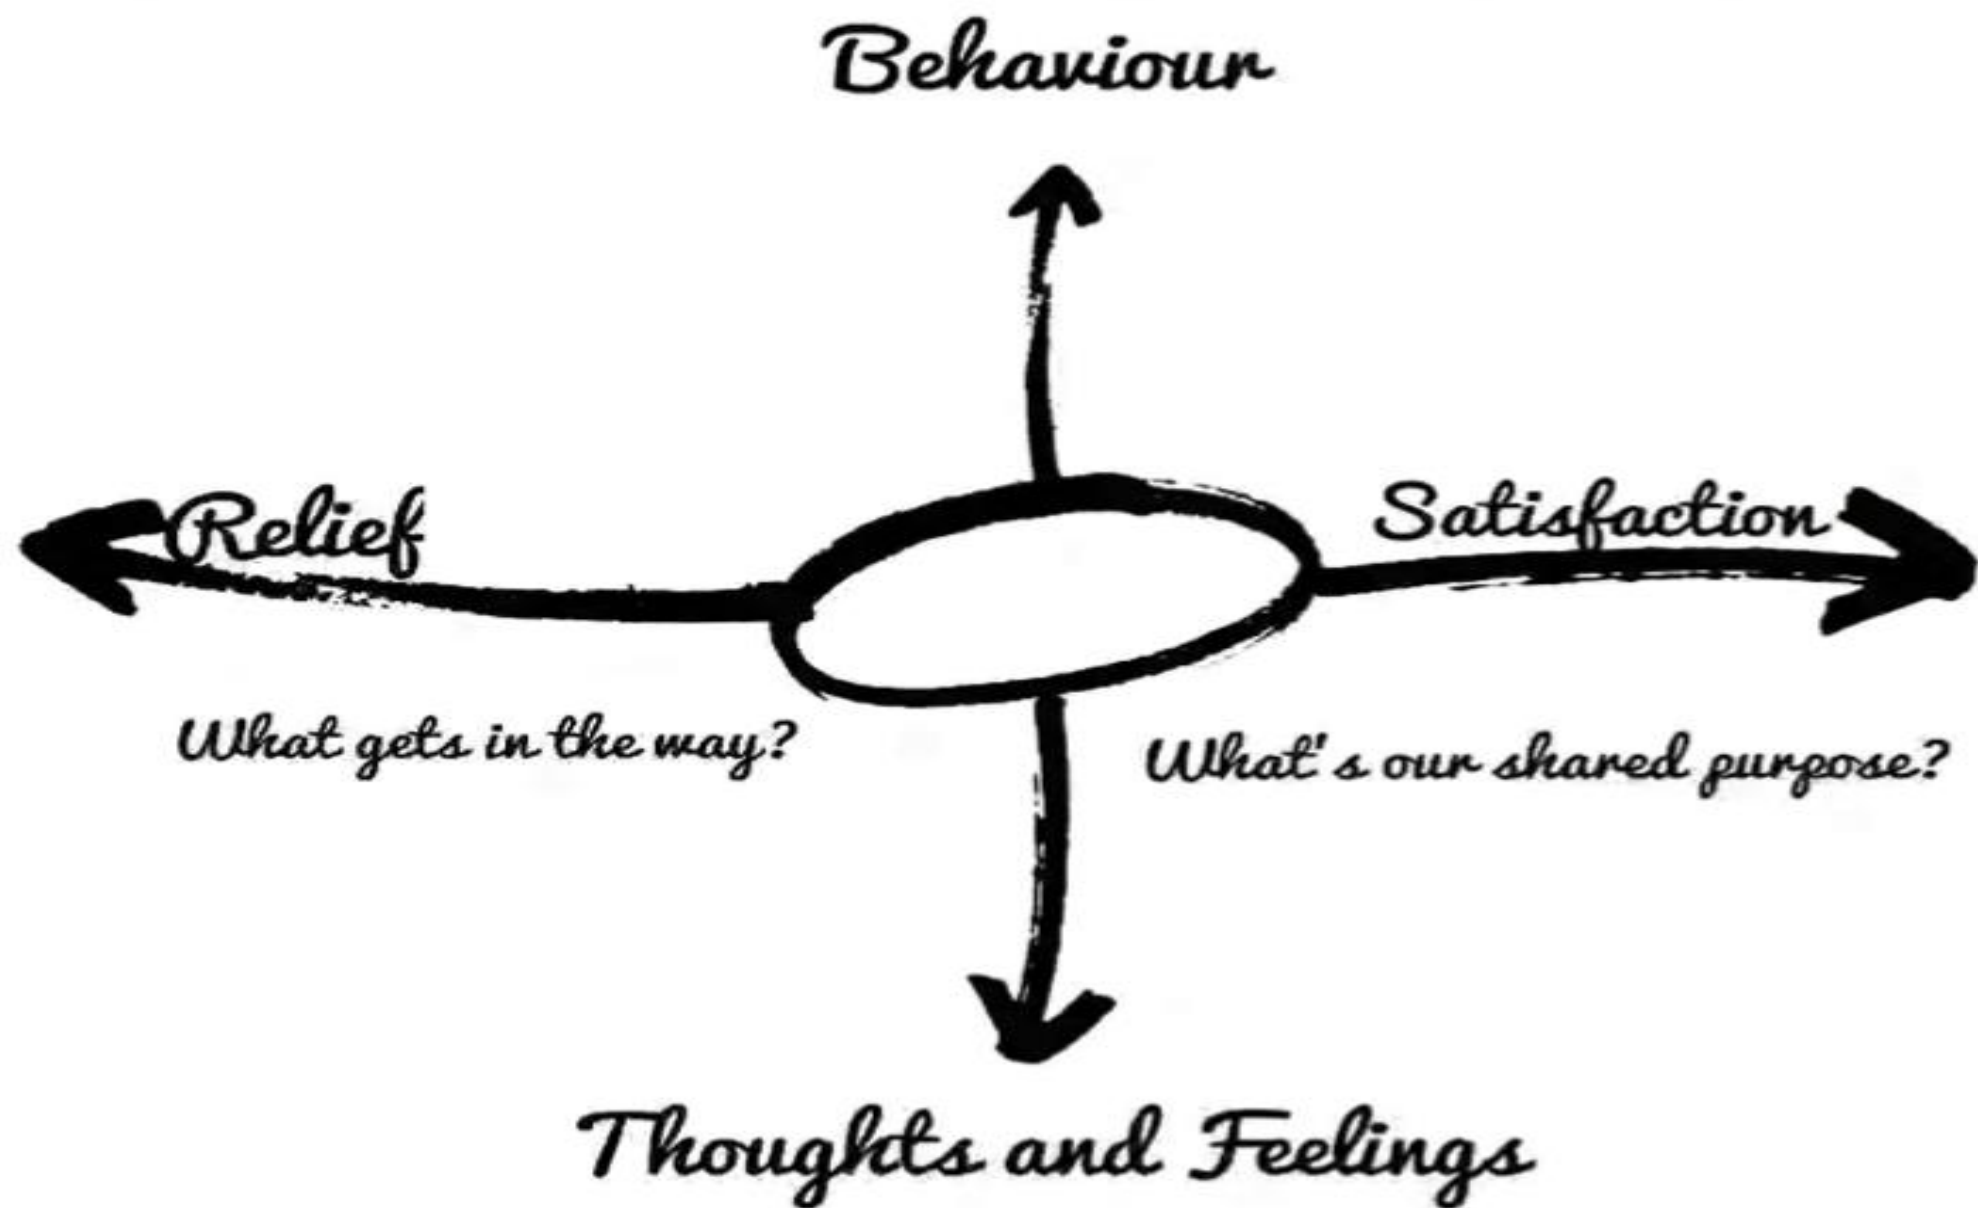 Behaviour
Relief
Satisfaction
What gets in the way?
What's our shared purpose?
Thoughts and Feelings